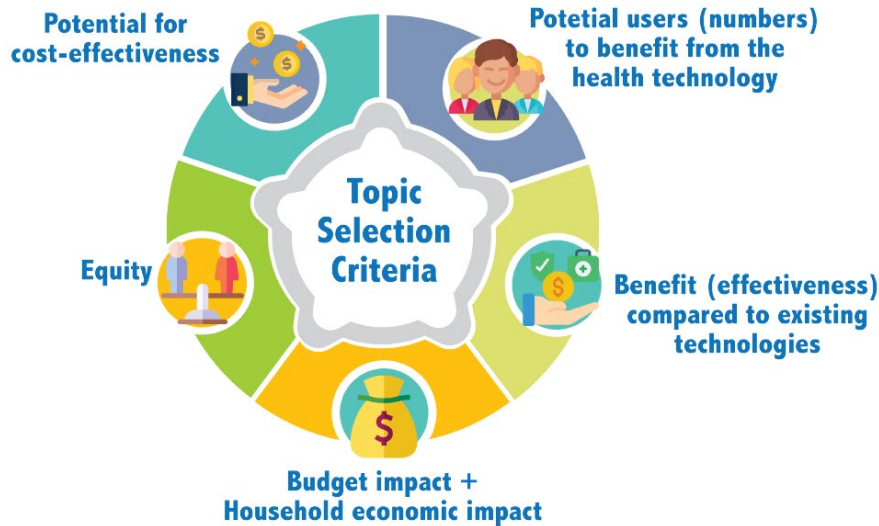 Potential for
cost-effectiveness
Potetial users (numbers)
to benefit from the
health technology
Topic
Selection
Criteria
Equity
Benefit (effectiveness)
compared to existing
technologies
$
Budget impact +
Household economic impact